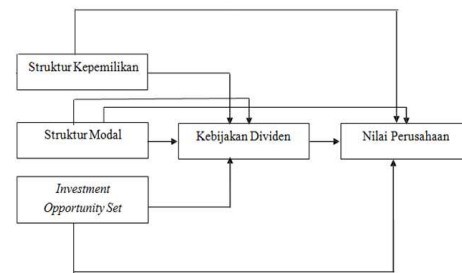 Struktur Kepemilikan
Struktur Modal
Kebijakan Dividen
Nilai Perusahaan
Investment
Opportunity Set